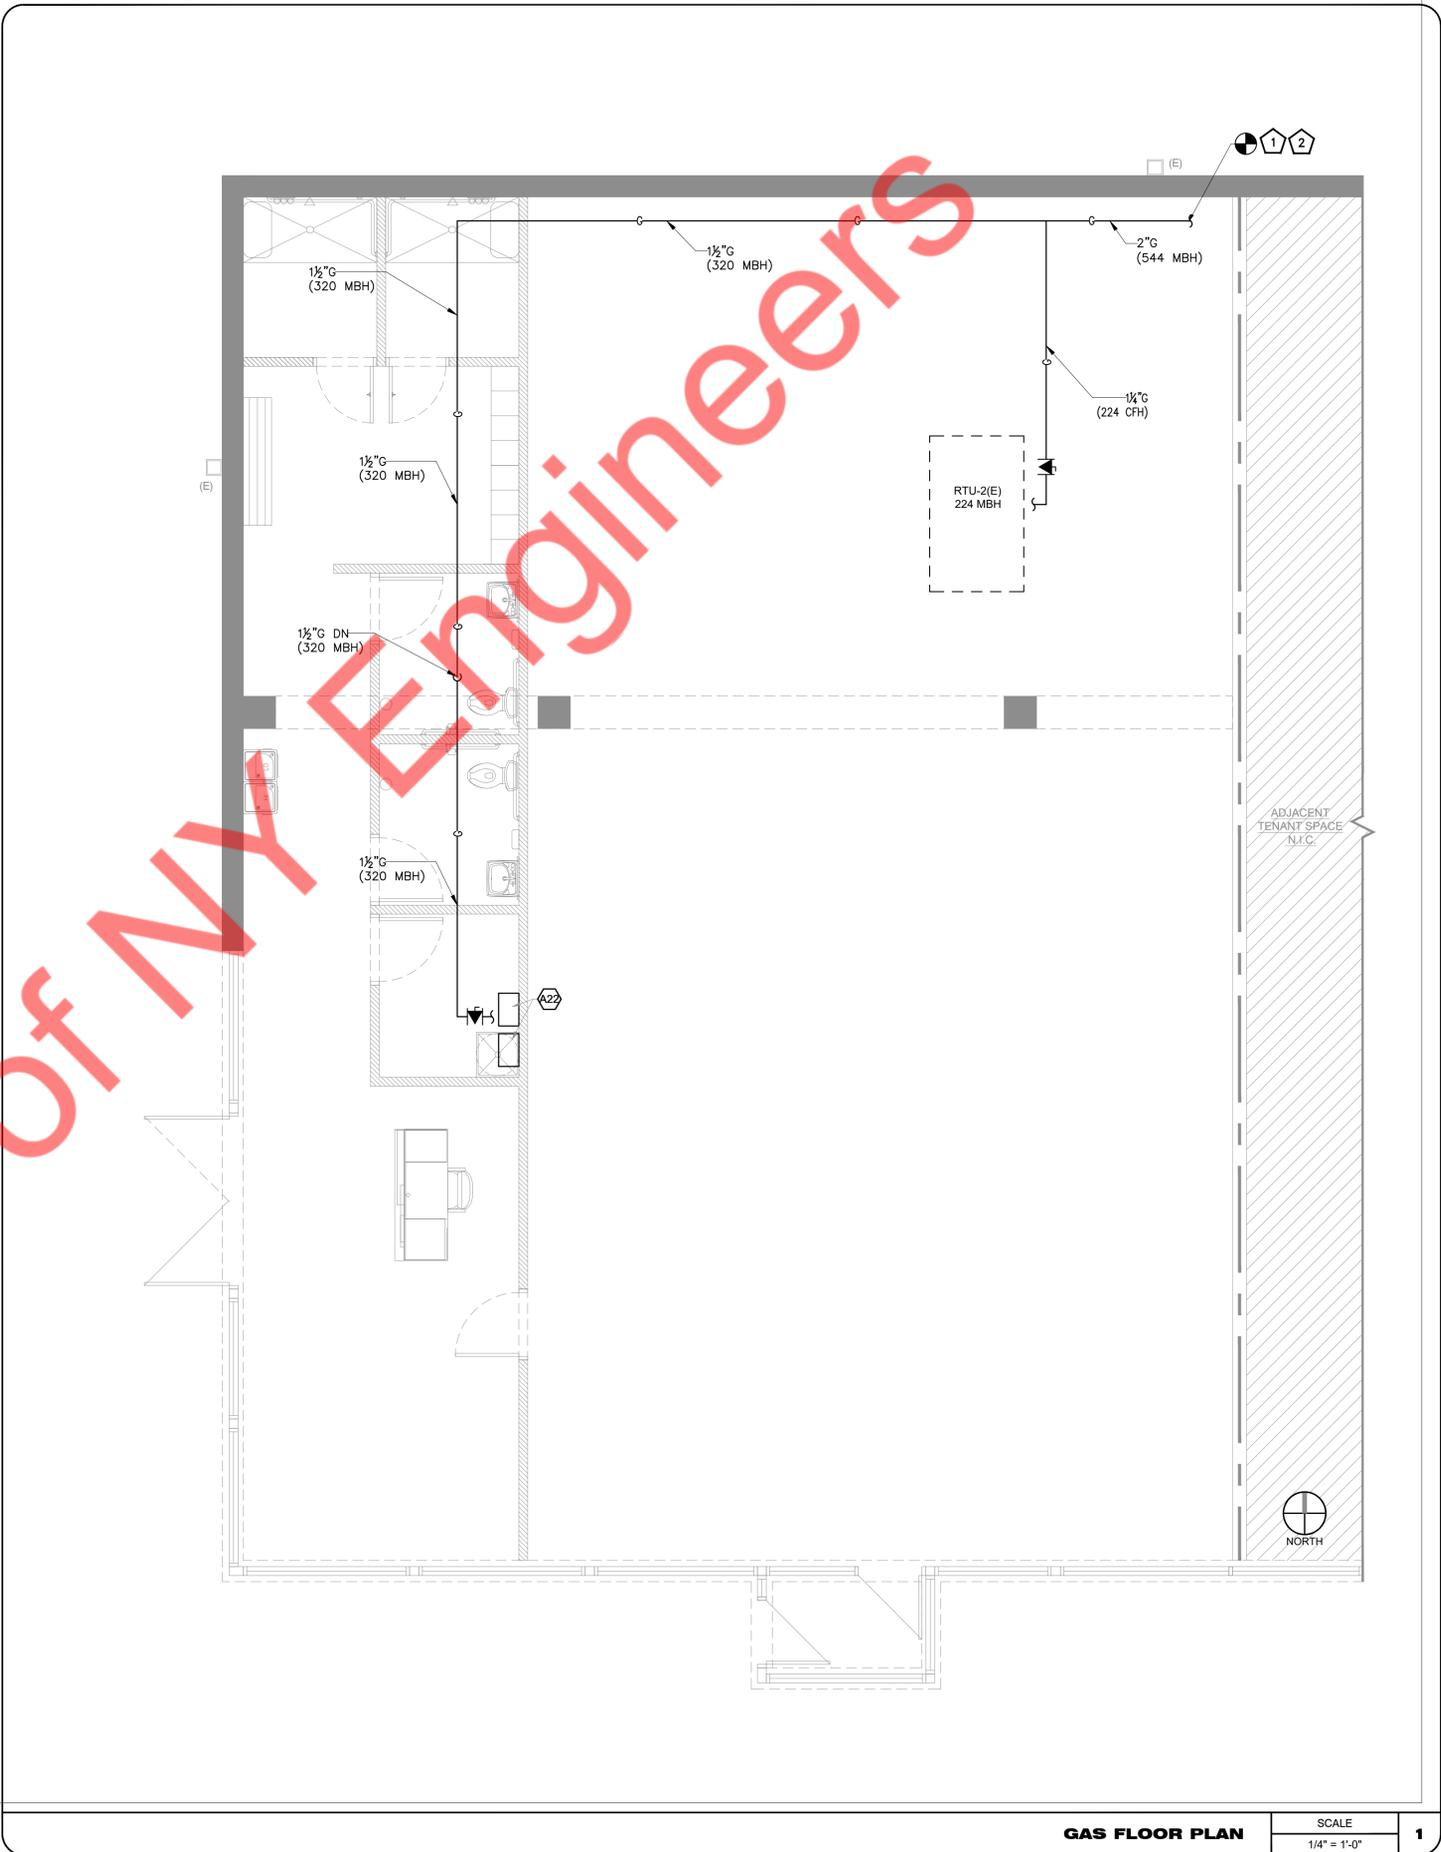 1 2
(E)
2"G
(544 MBH)
1½"G
(320 MBH)
1½"G
(320 MBH)
1¼"G
(224 CFH)
1½"G
(320 MBH)
(E)
RTU-2(E)
224 MBH
1½"G DN
(320 MBH)
ADJACENT
TENANT SPACE
N.I.C.
1½"G
(320 MBH)
A22
of NY Engineers
G
G
G
G
G
G
G
NORTH
GAS FLOOR PLAN
SCALE
1/4" = 1'-0"
1